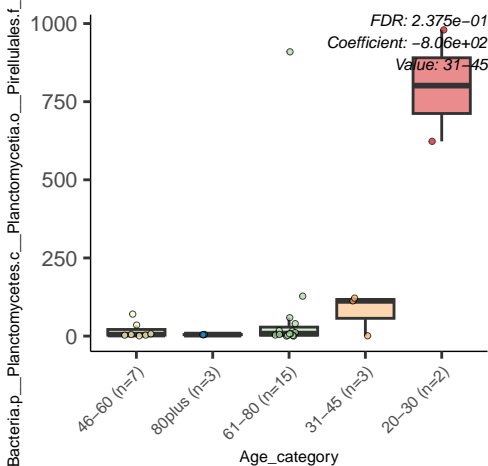 FDR: 2.375e−01
Coefficient: −8.06e+02
Value: 31−45
Bacteria.p__Planctomycetes.c__Planctomycetia.o__Pirellulales.f_
1000
750
500
250
0
46−60 (n=7)
80plus (n=3)
61−80 (n=15)
31−45 (n=3)
20−30 (n=2)
Age_category